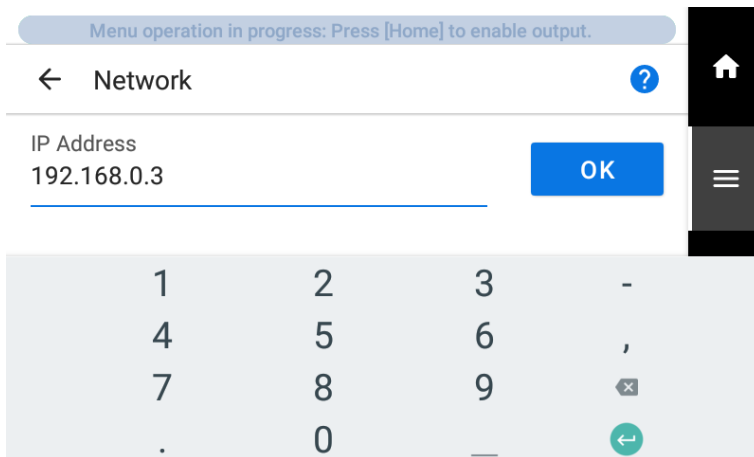 Menu operation in progress: Press [Home] to enable output.
Network
?
IP Address
192.168.0.3
OK
1 2 3 -
4 5 6 ,
7 8 9
. 0 _